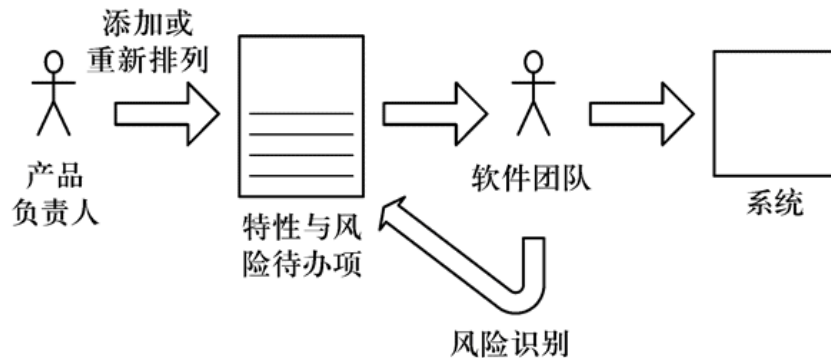 添加或
重新排列
产品
负责人
特性与风
险待办项
软件团队
系统
风险识别